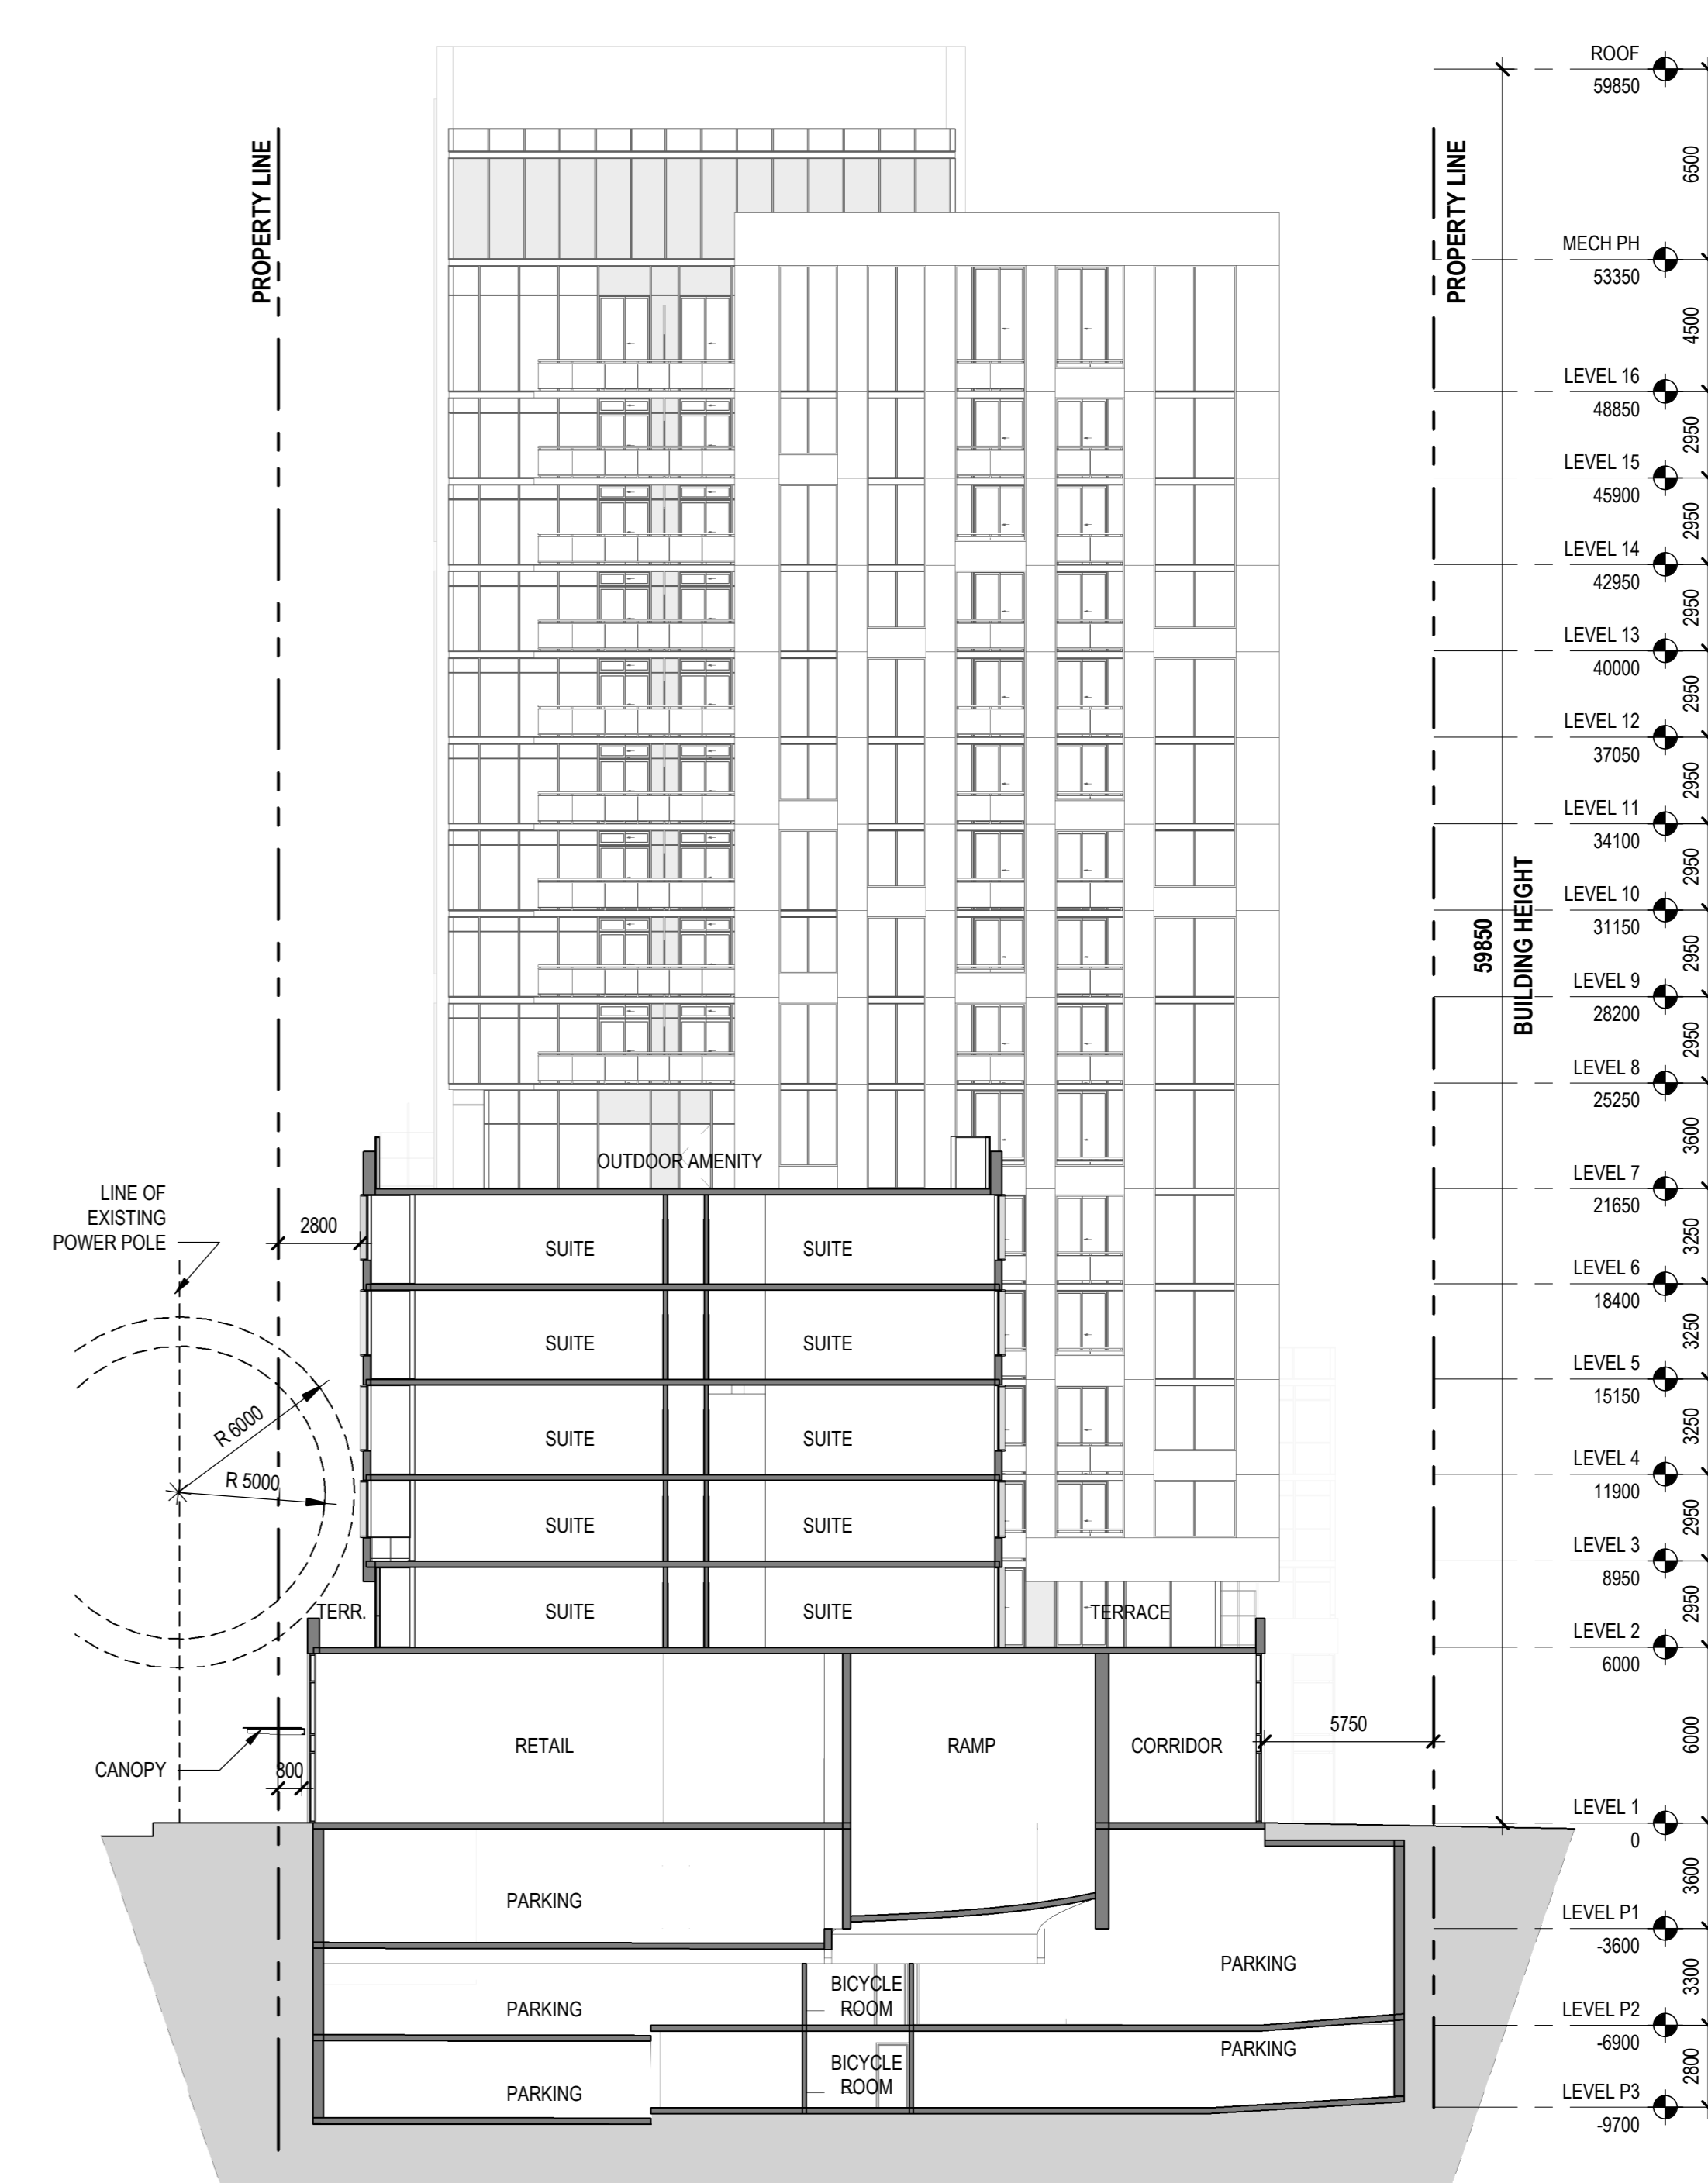 ROOF
59850
6500
PROPERTY LINE
PROPERTY LINE
MECH PH
53350
4500
LEVEL 16
48850
2950
LEVEL 15
45900
2950
LEVEL 14
42950
2950
LEVEL 13
40000
2950
LEVEL 12
37050
2950
LEVEL 11
34100
2950
LEVEL 10
31150
2950
59850
BUILDING HEIGHT
LEVEL 9
28200
2950
LEVEL 8
25250
3600
OUTDOOR AMENITY
LEVEL 7
21650
3250
LINE OF
EXISTING
POWER POLE
2800
SUITE
SUITE
LEVEL 6
18400
3250
SUITE
SUITE
LEVEL 5
15150
3250
R 6000
R 5000
SUITE
SUITE
LEVEL 4
11900
2950
SUITE
SUITE
LEVEL 3
8950
2950
TERR.
SUITE
SUITE
TERRACE
LEVEL 2
6000
6000
CANOPY
800
RETAIL
RAMP
CORRIDOR
5750
LEVEL 1
0
3600
PARKING
LEVEL P1
-3600
3300
PARKING
PARKING
BICYCLE
ROOM
LEVEL P2
-6900
2800
PARKING
BICYCLE
ROOM
PARKING
LEVEL P3
-9700